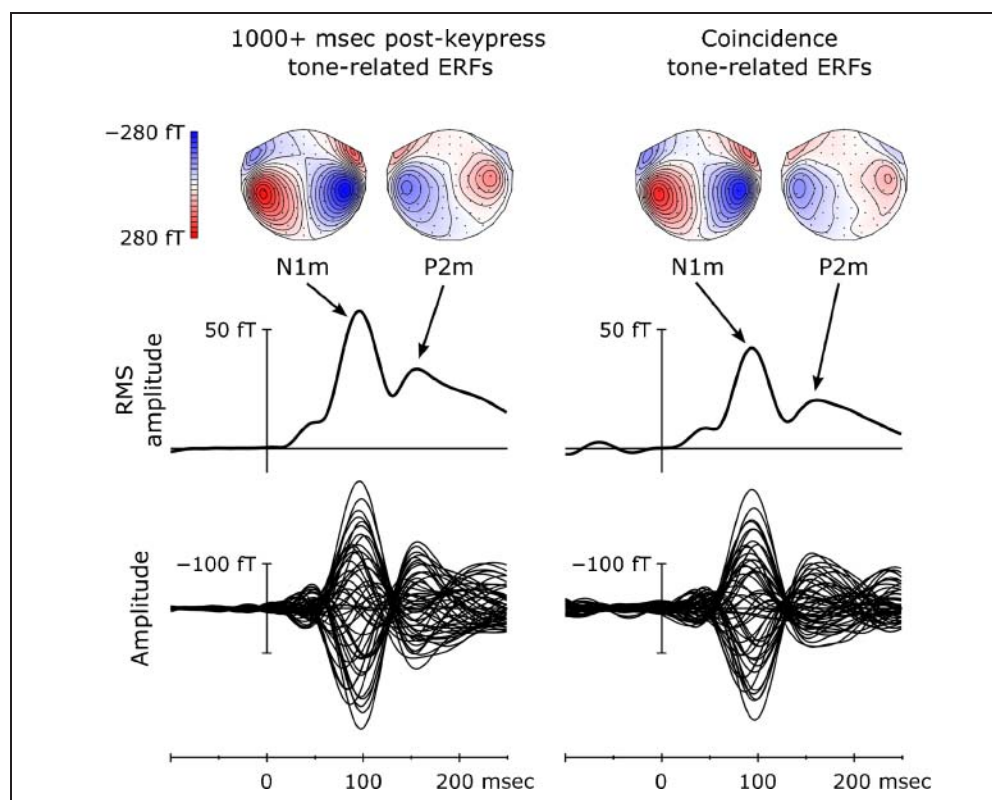 1000+ msec post-keypress
tone-related ERFs
Coincidence
tone-related ERFs
−280 fT
280 fT
N1m
P2m
N1m
P2m
50 fT
50 fT
RMS
amplitude
−100 fT
−100 fT
Amplitude
0
100
200 msec
0
100
200 msec